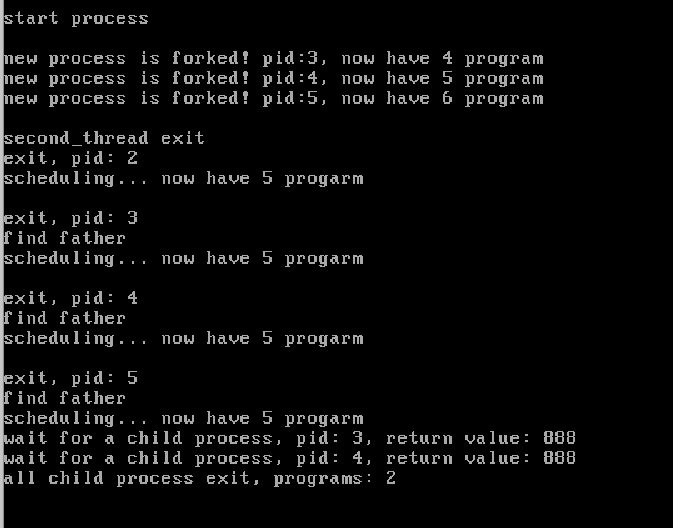 start process
new process is forked! pid:3, now have 4 program
new process is forked! pid:4, now have 5 program
new process is forked! pid:5, now have 6 program
second_thread exit
exit, pid: 2
scheduling... now have 5 progarm
exit, pid: 3
find father
scheduling... now have 5 progarm
exit, pid: 4
find father
scheduling... now have 5 progarm
exit, pid: 5
find father
scheduling... now have 5 progarm
wait for a child process, pid: 3, return value: 888
wait for a child process, pid: 4, return value: 888
all child process exit, programs: 2